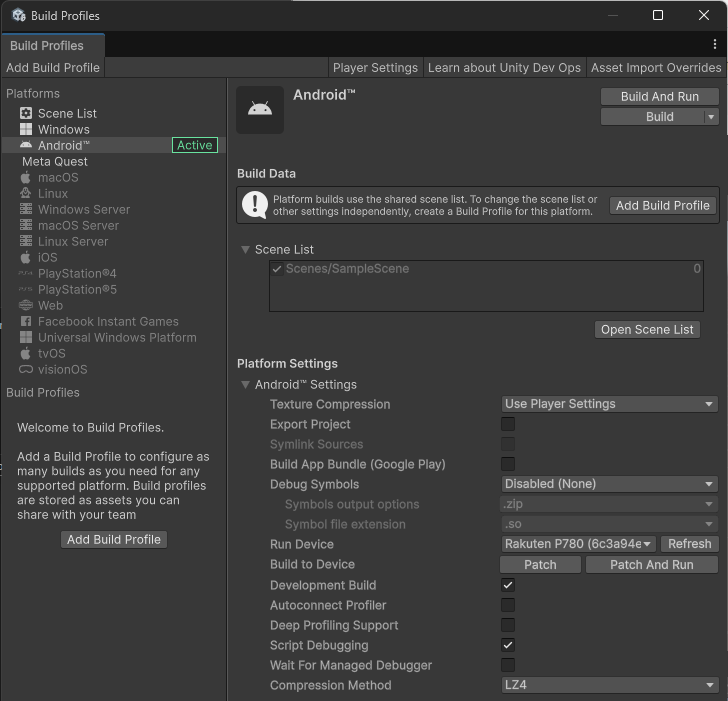 Build Profiles
Build Profiles
Add Build Profile
Player Settings
Learn about Unity Dev Ops
Asset Import Overrides
Platforms
Scene List
Windows
Android™
Active
Meta Quest
macOS
Linux
Windows Server
macOS Server
Linux Server
iOS
PlayStation®4
PlayStation®5
Web
Facebook Instant Games
Universal Windows Platform
tvOS
visionOS
Build Profiles
Welcome to Build Profiles.
Add a Build Profile to configure as
many builds as you need for any
supported platform. Build profiles
are stored as assets you can
share with your team
Add Build Profile
Android™
Build And Run
Build
Build Data
Platform builds use the shared scene list. To change the scene list or
other settings independently, create a Build Profile for this platform.
Add Build Profile
Scene List
Scenes/SampleScene 0
Open Scene List
Platform Settings
Android™ Settings
Texture Compression Use Player Settings
Export Project
Symlink Sources
Build App Bundle (Google Play)
Debug Symbols Disabled (None)
Symbols output options .zip
Symbol file extension .so
Run Device Rakuten P780 (6c3a94e Refresh
Build to Device Patch Patch And Run
Development Build
Autoconnect Profiler
Deep Profiling Support
Script Debugging
Wait For Managed Debugger
Compression Method LZ4